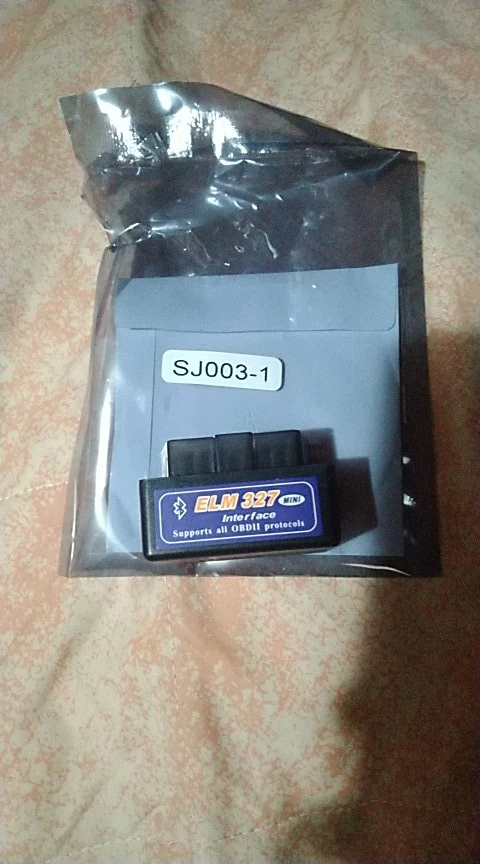 SJ003-1
ELM 327 MINI
Interface
Supports all OBDII protocols